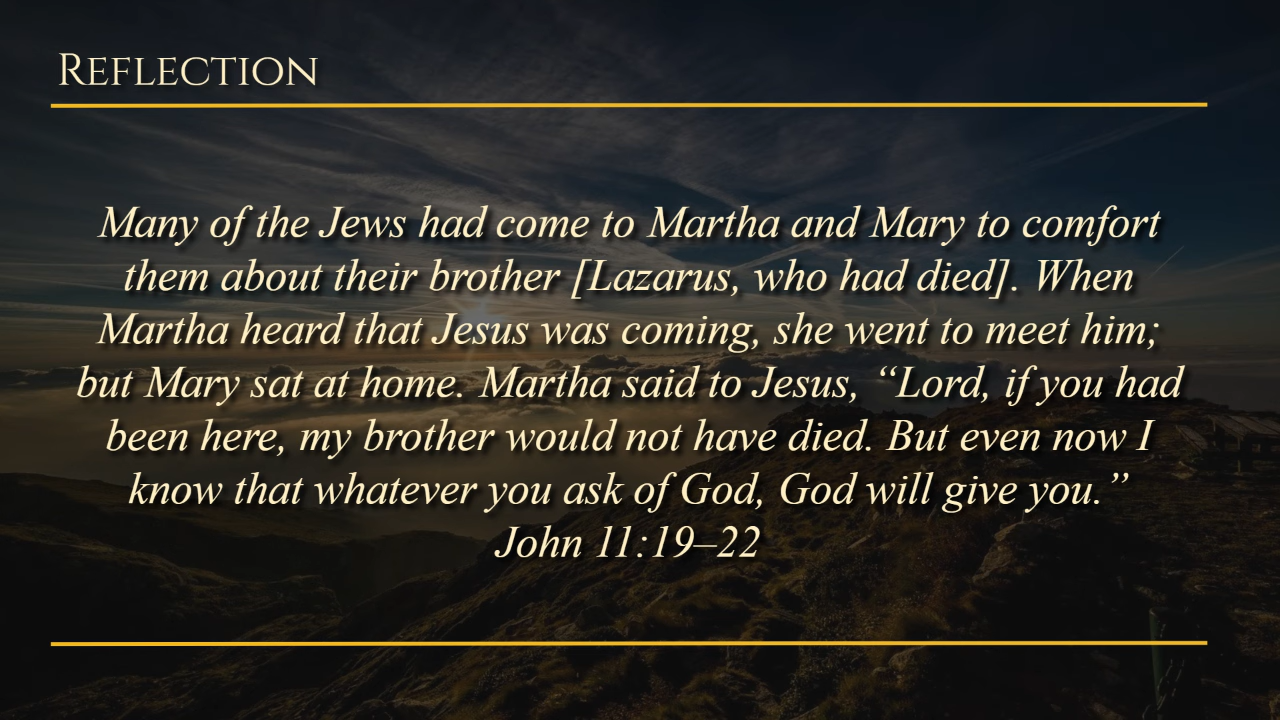 Reflection
Many of the Jews had come to Martha and Mary to comfort
them about their brother [Lazarus, who had died]. When
Martha heard that Jesus was coming, she went to meet him;
but Mary sat at home. Martha said to Jesus, “Lord, if you had
been here, my brother would not have died. But even now I
know that whatever you ask of God, God will give you.”
John 11:19–22